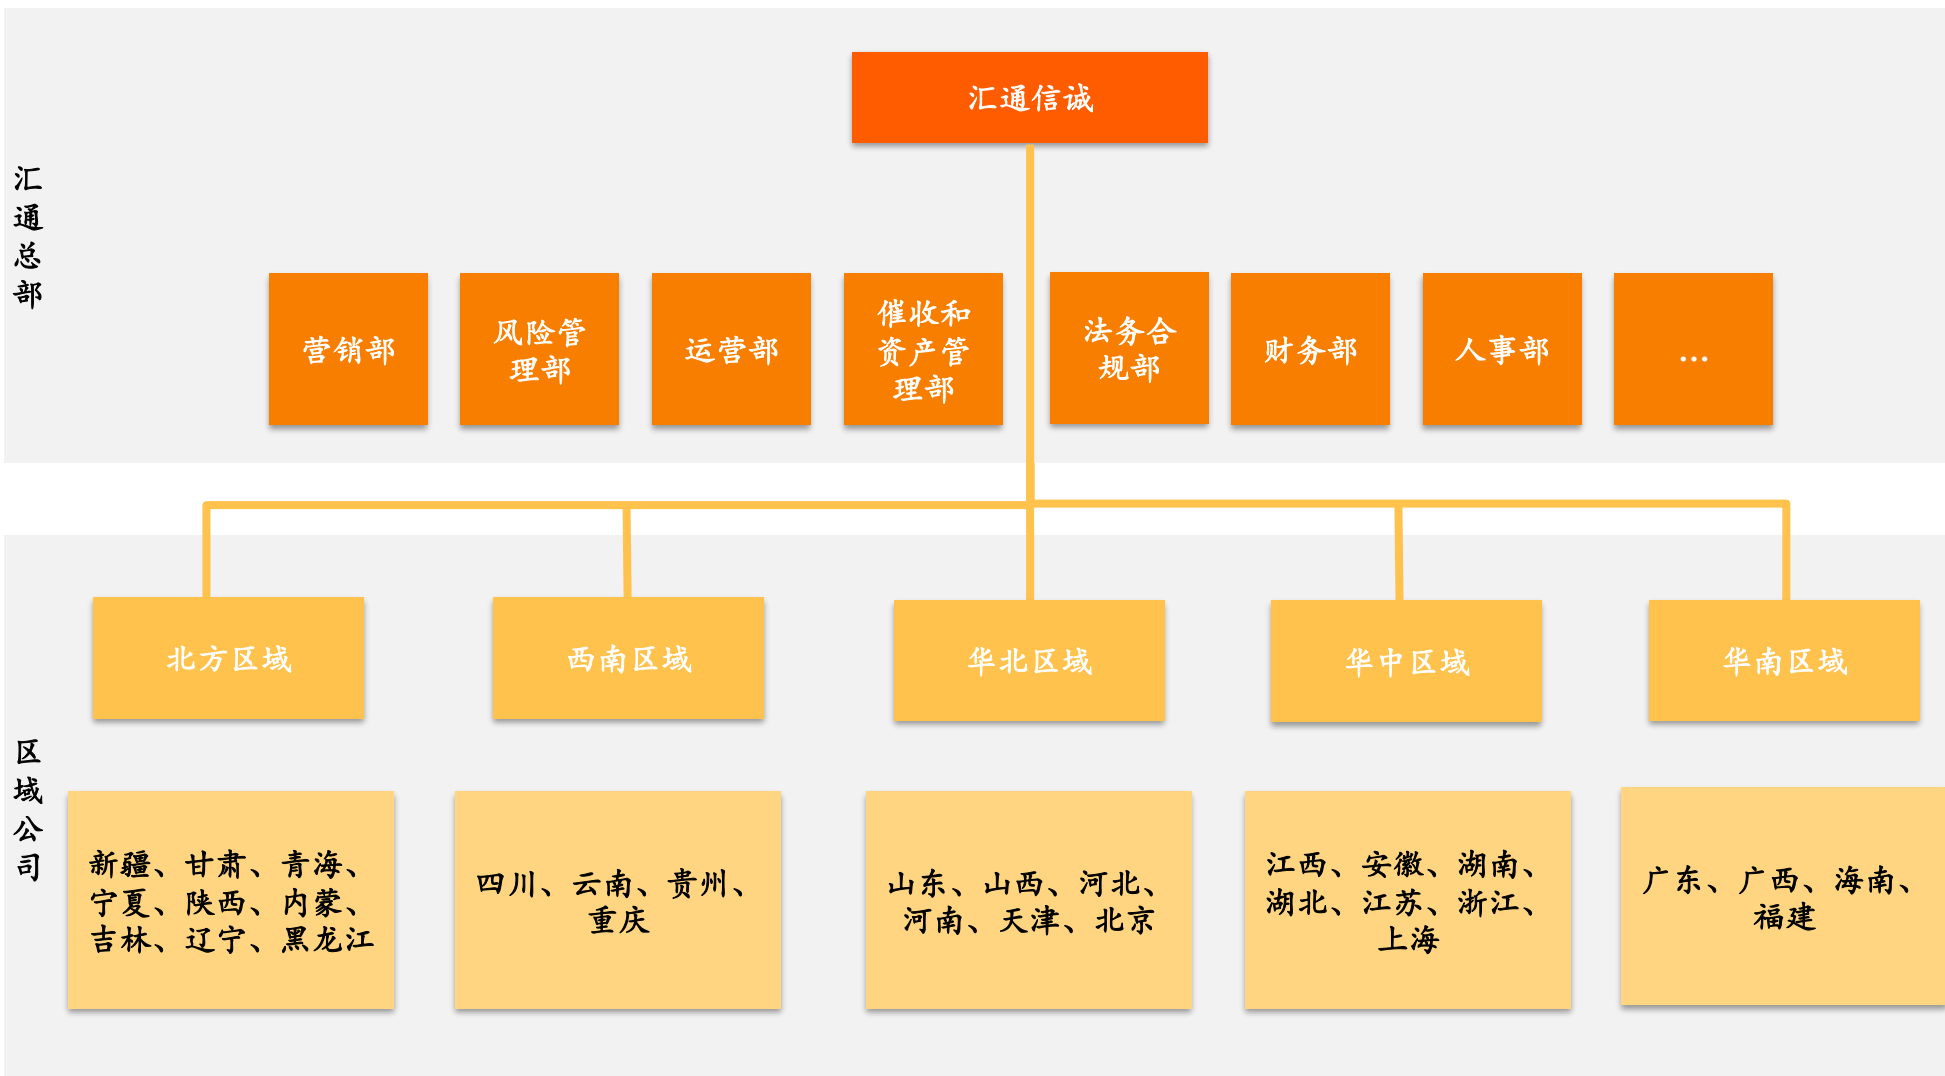 汇通信诚
汇
通
总
部
营销部
风险管
理部
运营部
催收和
资产管
理部
法务合
规部
财务部
人事部
...
北方区域
西南区域
华北区域
华中区域
华南区域
区
域
公
司
新疆、甘肃、青海、
宁夏、陕西、内蒙、
吉林、辽宁、黑龙江
四川、云南、贵州、
重庆
山东、山西、河北、
河南、天津、北京
江西、安徽、湖南、
湖北、江苏、浙江、
上海
广东、广西、海南、
福建